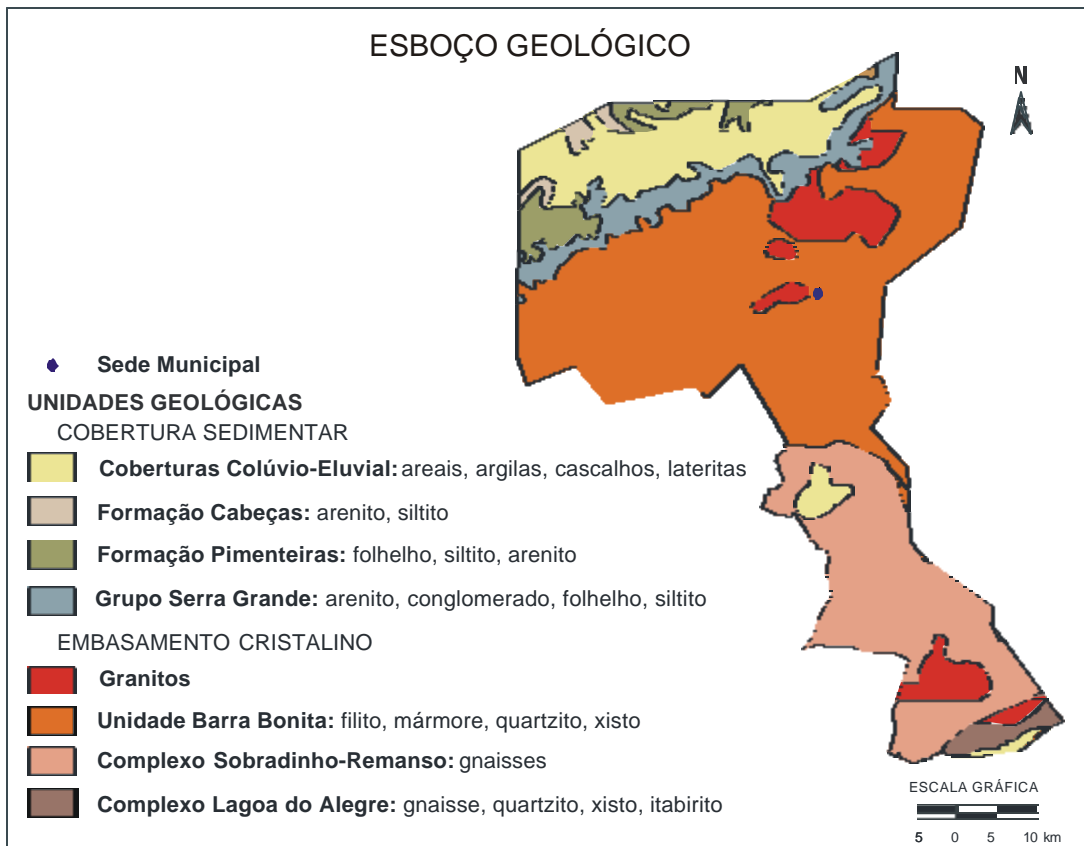 ESBOÇO GEOLÓGICO
N
Sede Municipal
UNIDADES GEOLÓGICAS
COBERTURA SEDIMENTAR
Coberturas Colúvio-Eluvial: areais, argilas, cascalhos, lateritas
Formação Cabeças: arenito, siltito
Formação Pimenteiras: folhelho, siltito, arenito
Grupo Serra Grande: arenito, conglomerado, folhelho, siltito
EMBASAMENTO CRISTALINO
Granitos
Unidade Barra Bonita: filito, mármore, quartzito, xisto
Complexo Sobradinho-Remanso: gnaisses
Complexo Lagoa do Alegre: gnaisse, quartzito, xisto, itabirito
ESCALA GRÁFICA
5 0 5 10 km